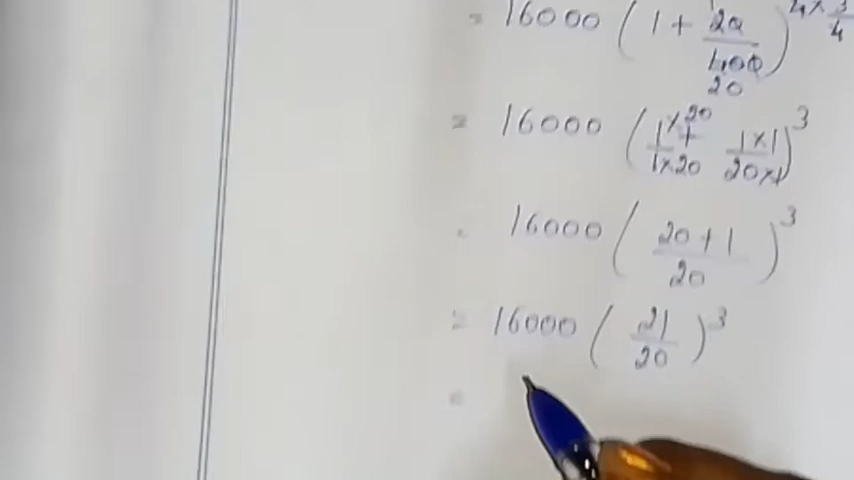 = 16000 ( 1 + 20/400 20 )^4×3/4
= 16000 ( 1×20/1×20 + 1×1/20×1 )^3
16000 ( 20+1/20 )^3
= 16000 ( 21/20 )^3
=